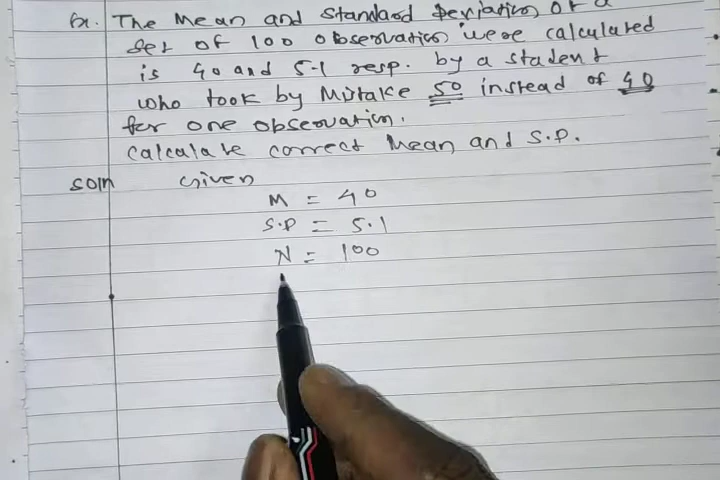 Ex. The Mean and Standard Deviation of a
set of 100 observation were calculated
is 40 and 5.1 resp. by a student
who took by Mistake 50 instead of 40
for one observation.
Calculate correct Mean and S.D.
Soln Given
M = 40
S.D = 5.1
N = 100